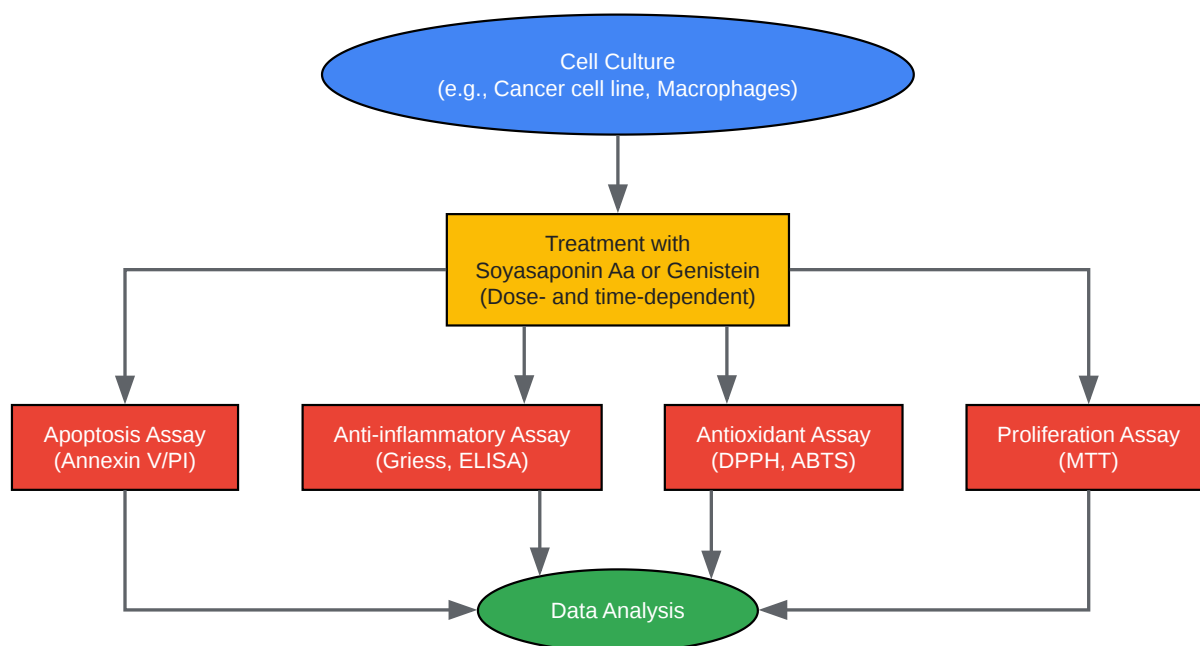 Cell Culture
(e.g., Cancer cell line, Macrophages)
Treatment with
Soyasaponin Aa or Genistein
(Dose- and time-dependent)
Apoptosis Assay
(Annexin V/PI)
Anti-inflammatory Assay
(Griess, ELISA)
Antioxidant Assay
(DPPH, ABTS)
Proliferation Assay
(MTT)
Data Analysis